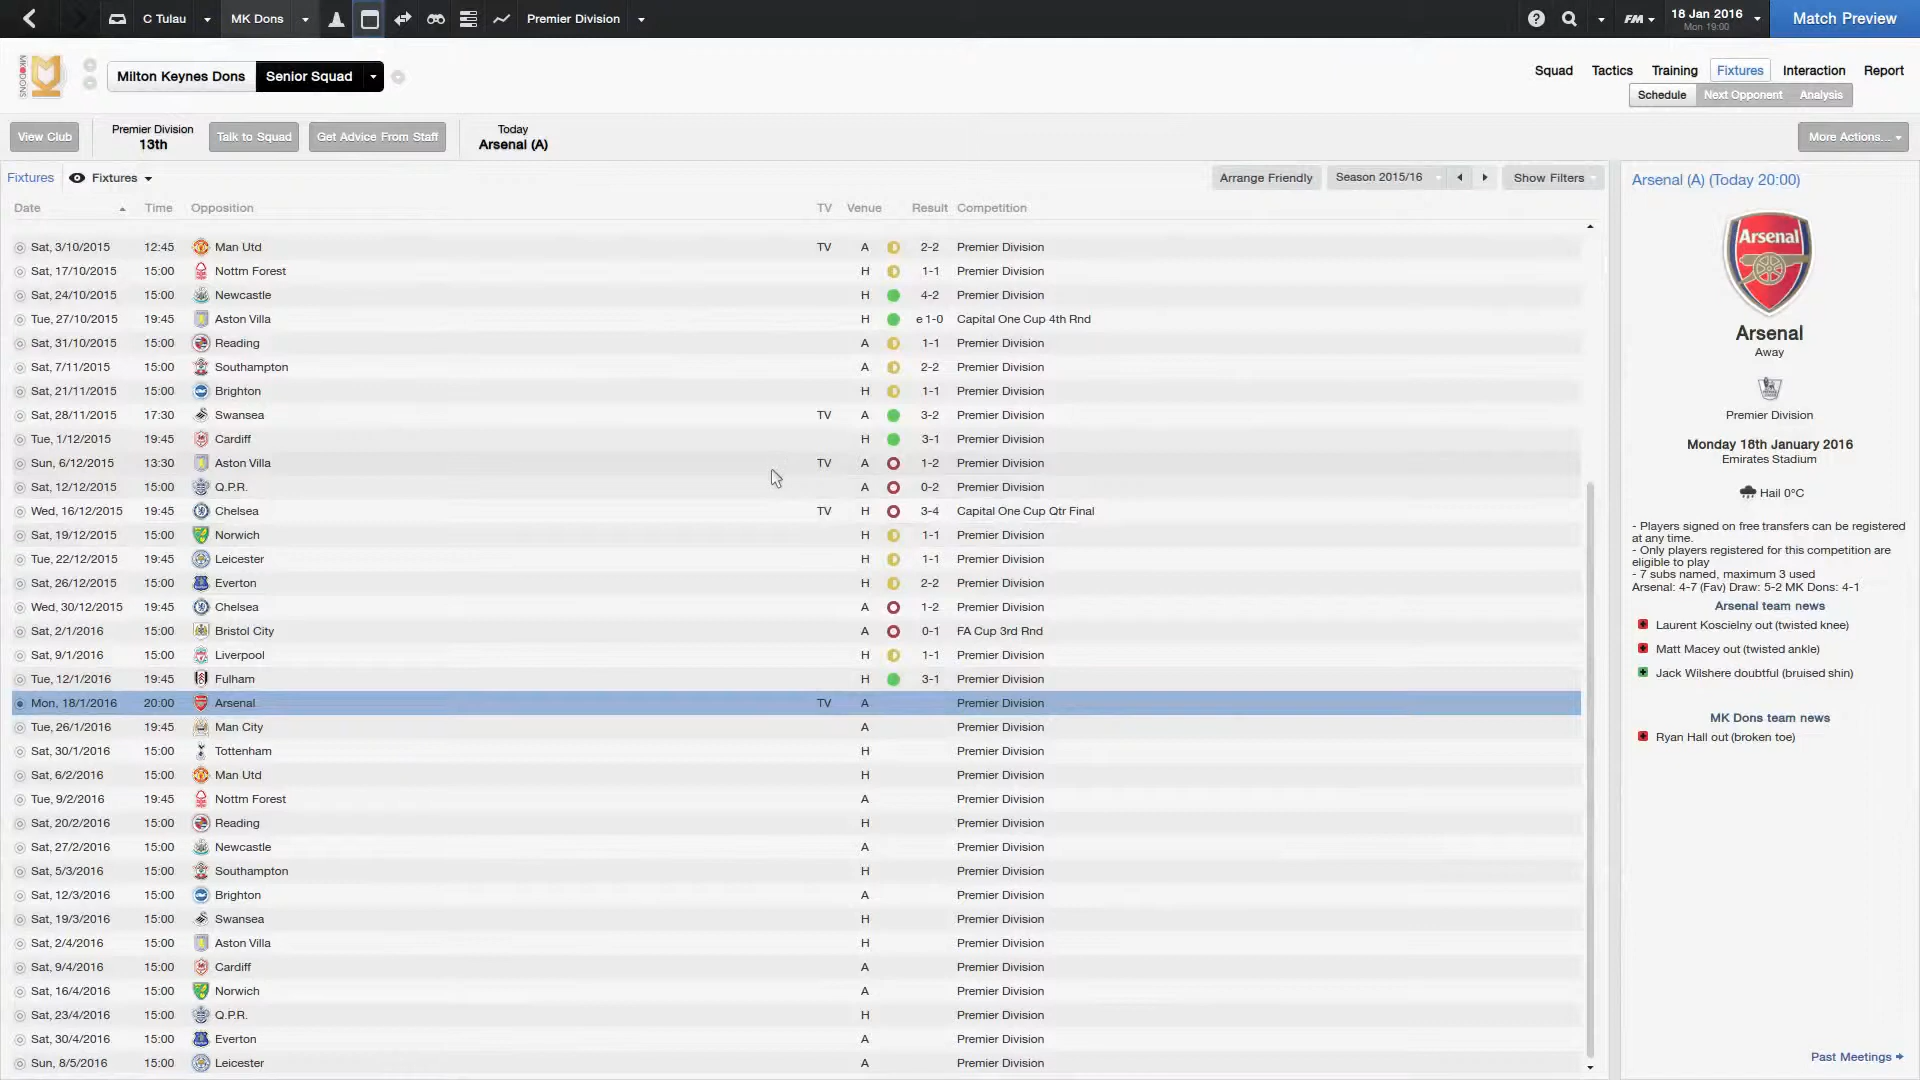 C Tulau MK Dons Premier Division FM 18 Jan 2016 Mon 19:00 Match Preview
Milton Keynes Dons Senior Squad
Squad Tactics Training Fixtures Interaction Report
Schedule Next Opponent Analysis
View Club Premier Division 13th Talk to Squad Get Advice From Staff Today Arsenal (A) More Actions...
Fixtures Fixtures Arrange Friendly Season 2015/16 Show Filters
Date Time Opposition TV Venue Result Competition
Sat, 3/10/2015 12:45 Man Utd TV A 2-2 Premier Division
Sat, 17/10/2015 15:00 Nottm Forest H 1-1 Premier Division
Sat, 24/10/2015 15:00 Newcastle H 4-2 Premier Division
Tue, 27/10/2015 19:45 Aston Villa H e 1-0 Capital One Cup 4th Rnd
Sat, 31/10/2015 15:00 Reading A 1-1 Premier Division
Sat, 7/11/2015 15:00 Southampton A 2-2 Premier Division
Sat, 21/11/2015 15:00 Brighton H 1-1 Premier Division
Sat, 28/11/2015 17:30 Swansea TV A 3-2 Premier Division
Tue, 1/12/2015 19:45 Cardiff H 3-1 Premier Division
Sun, 6/12/2015 13:30 Aston Villa TV A 1-2 Premier Division
Sat, 12/12/2015 15:00 Q.P.R. A 0-2 Premier Division
Wed, 16/12/2015 19:45 Chelsea TV H 3-4 Capital One Cup Qtr Final
Sat, 19/12/2015 15:00 Norwich H 1-1 Premier Division
Tue, 22/12/2015 19:45 Leicester H 1-1 Premier Division
Sat, 26/12/2015 15:00 Everton H 2-2 Premier Division
Wed, 30/12/2015 19:45 Chelsea A 1-2 Premier Division
Sat, 2/1/2016 15:00 Bristol City A 0-1 FA Cup 3rd Rnd
Sat, 9/1/2016 15:00 Liverpool H 1-1 Premier Division
Tue, 12/1/2016 19:45 Fulham H 3-1 Premier Division
Mon, 18/1/2016 20:00 Arsenal TV A Premier Division
Tue, 26/1/2016 19:45 Man City A Premier Division
Sat, 30/1/2016 15:00 Tottenham H Premier Division
Sat, 6/2/2016 15:00 Man Utd H Premier Division
Tue, 9/2/2016 19:45 Nottm Forest A Premier Division
Sat, 20/2/2016 15:00 Reading H Premier Division
Sat, 27/2/2016 15:00 Newcastle A Premier Division
Sat, 5/3/2016 15:00 Southampton H Premier Division
Sat, 12/3/2016 15:00 Brighton A Premier Division
Sat, 19/3/2016 15:00 Swansea H Premier Division
Sat, 2/4/2016 15:00 Aston Villa H Premier Division
Sat, 9/4/2016 15:00 Cardiff A Premier Division
Sat, 16/4/2016 15:00 Norwich A Premier Division
Sat, 23/4/2016 15:00 Q.P.R. H Premier Division
Sat, 30/4/2016 15:00 Everton A Premier Division
Sun, 8/5/2016 15:00 Leicester A Premier Division
Arsenal (A) (Today 20:00)
Arsenal
Arsenal
Away
Premier Division
Monday 18th January 2016
Emirates Stadium
Hail 0°C
- Players signed on free transfers can be registered
at any time.
- Only players registered for this competition are
eligible to play
- 7 subs named, maximum 3 used
Arsenal: 4-7 (Fav) Draw: 5-2 MK Dons: 4-1
Arsenal team news
Laurent Koscielny out (twisted knee)
Matt Macey out (twisted ankle)
Jack Wilshere doubtful (bruised shin)
MK Dons team news
Ryan Hall out (broken toe)
Past Meetings